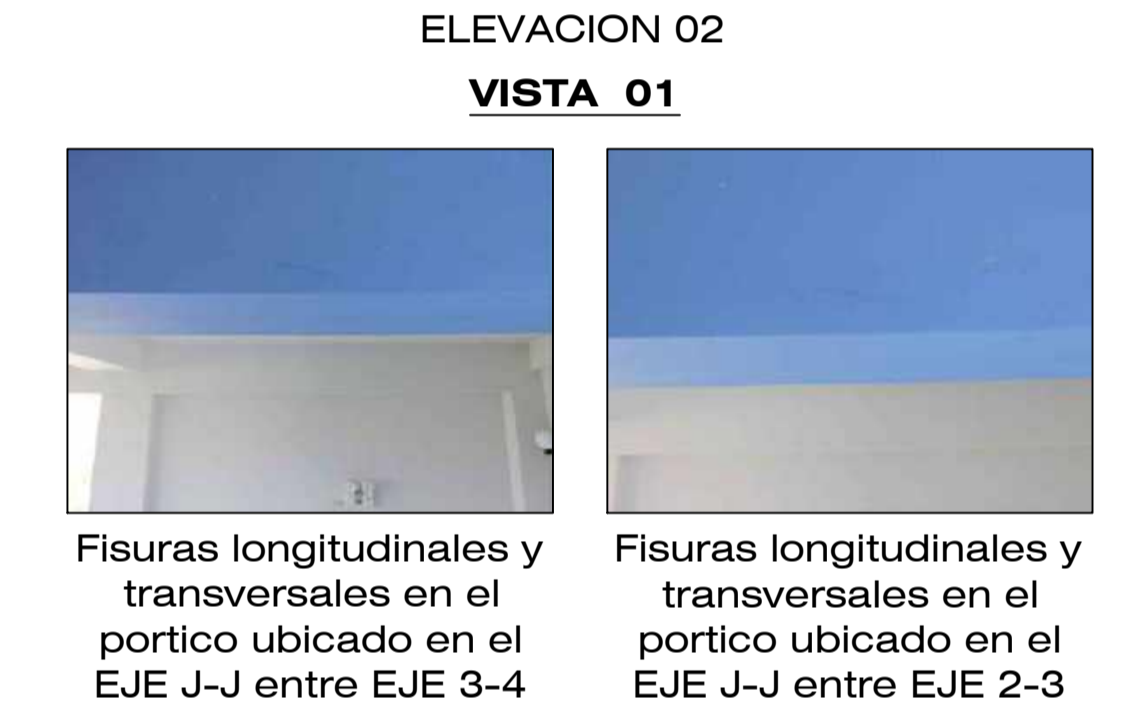 ELEVACION 02
VISTA 01
Fisuras longitudinales y
transversales en el
portico ubicado en el
EJE J-J entre EJE 3-4
Fisuras longitudinales y
transversales en el
portico ubicado en el
EJE J-J entre EJE 2-3